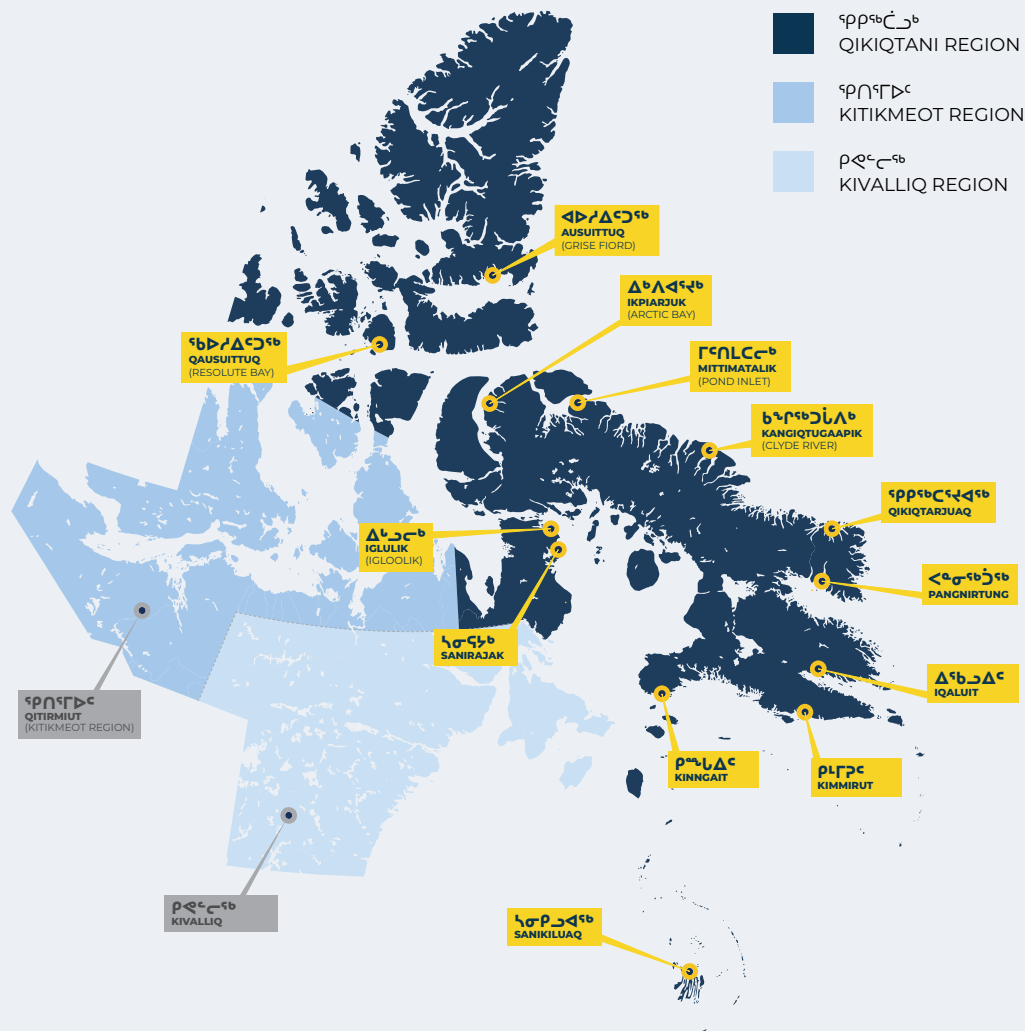 ᕿᑭᖅᑖᓗᒃ
QIKIQTANI REGION
ᕿᑎᕐᒥᐅᑦ
KITIKMEOT REGION
ᑭᕙᓪᓕᖅ
KIVALLIQ REGION
ᐊᐅᓱᐃᑦᑐᖅ
AUSUITTUQ
(GRISE FIORD)
ᐃᒃᐱᐊᕐᔪᒃ
IKPIARJUK
(ARCTIC BAY)
ᖃᐅᓱᐃᑦᑐᖅ
QAUSUITTUQ
(RESOLUTE BAY)
ᒥᑦᑎᒪᑕᓕᒃ
MITTIMATALIK
(POND INLET)
ᑲᖏᖅᑐᒑᐱᒃ
KANGIQTUGAAPIK
(CLYDE RIVER)
ᕿᑭᖅᑕᕐᔪᐊᖅ
QIKIQTARJUAQ
ᐃᒡᓗᓕᒃ
IGLULIK
(IGLOOLIK)
ᐸᓐᓂᖅᑑᖅ
PANGNIRTUNG
ᓴᓂᕋᔭᒃ
SANIRAJAK
ᐃᖃᓗᐃᑦ
IQALUIT
ᕿᑎᕐᒥᐅᑦ
QITIRMIUT
(KITIKMEOT REGION)
ᑭᙵᐃᑦ
KINNGAIT
ᑭᒻᒥᕈᑦ
KIMMIRUT
ᑭᕙᓪᓕᖅ
KIVALLIQ
ᓴᓂᑭᓗᐊᖅ
SANIKILUAQ